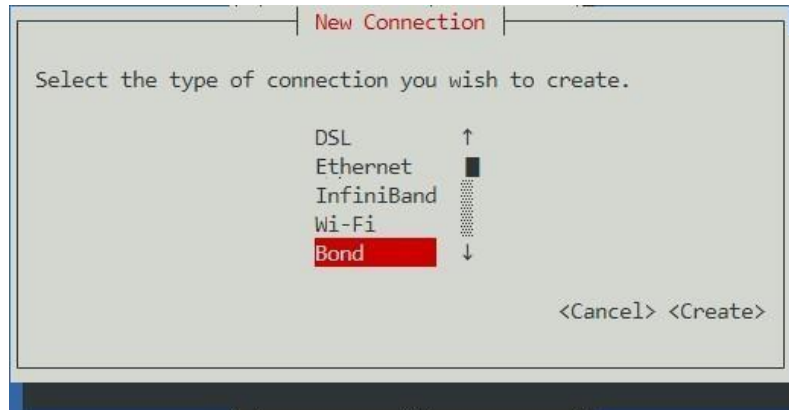 New Connection
Select the type of connection you wish to create.
DSL ↑
Ethernet
InfiniBand
Wi-Fi
Bond ↓
<Cancel> <Create>